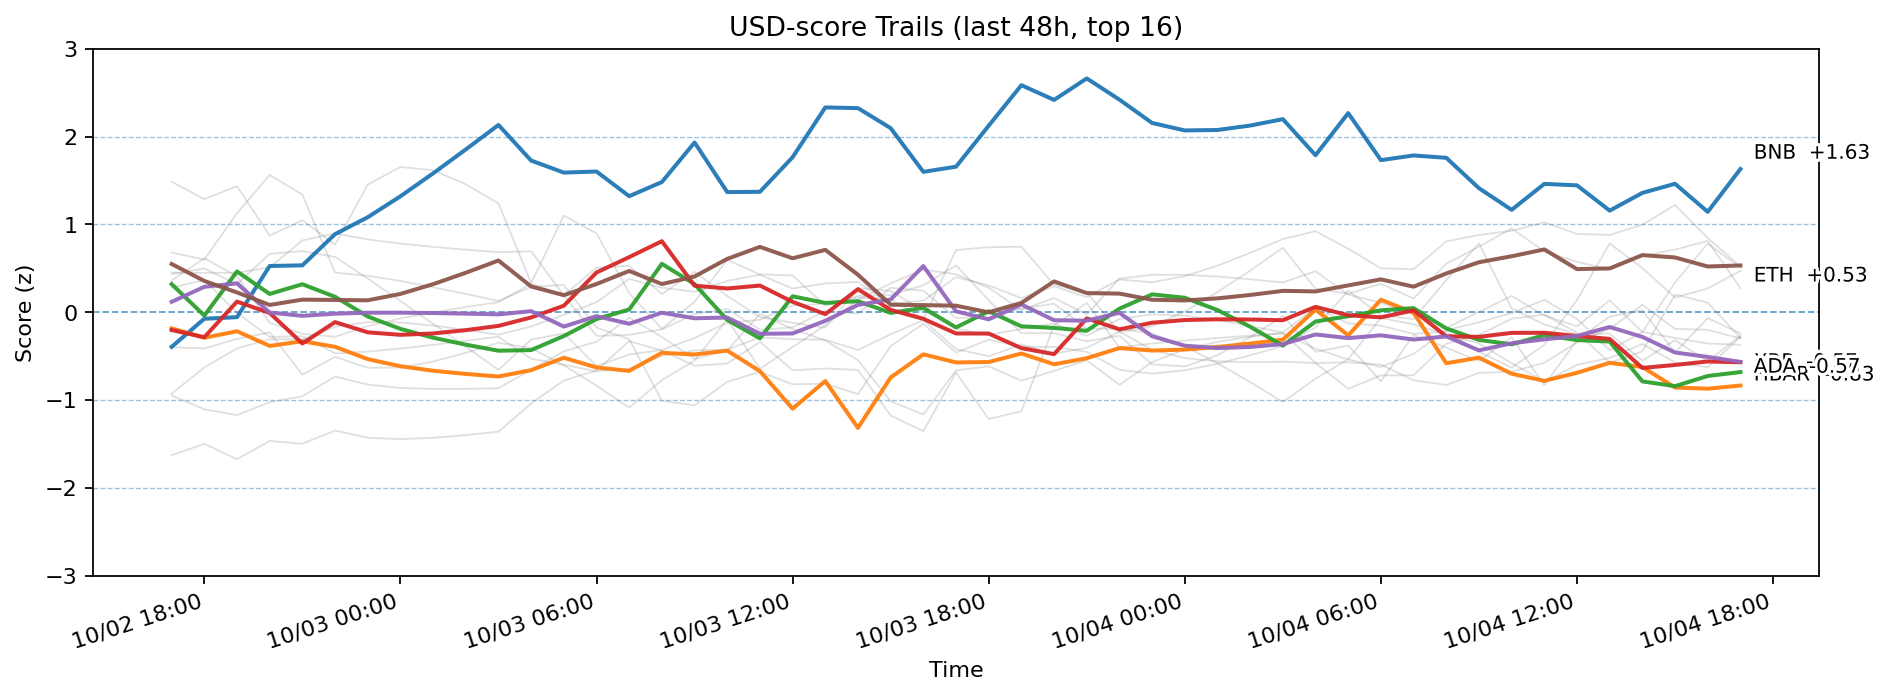 USD-score Trails (last 48h, top 16)
Score (z)
3
2
1
0
−1
−2
−3
BNB +1.63
ETH +0.53
ADA -0.57
10/02 18:00
10/03 00:00
10/03 06:00
10/03 12:00
10/03 18:00
10/04 00:00
10/04 06:00
10/04 12:00
10/04 18:00
Time